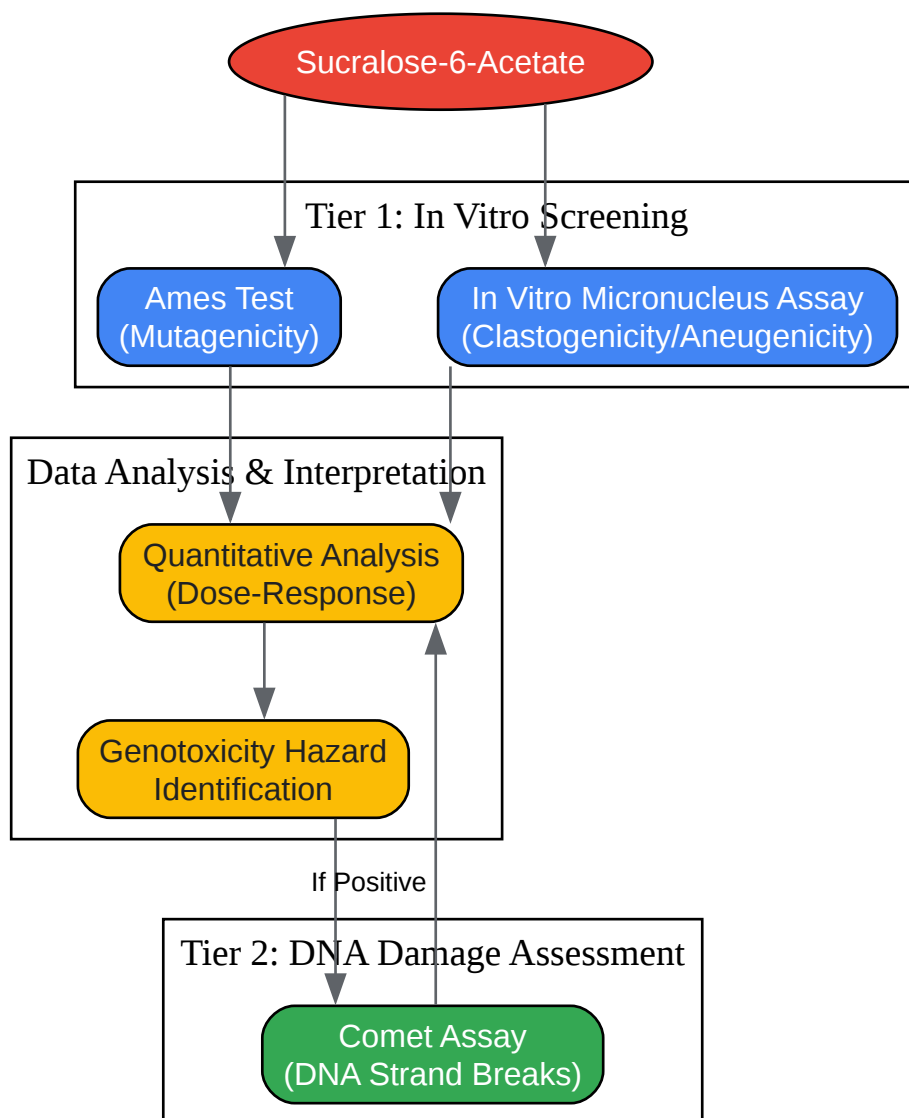 Sucralose-6-Acetate
Tier 1: In Vitro Screening
Ames Test
(Mutagenicity)
In Vitro Micronucleus Assay
(Clastogenicity/Aneugenicity)
Data Analysis & Interpretation
Quantitative Analysis
(Dose-Response)
Genotoxicity Hazard
Identification
If Positive
Tier 2: DNA Damage Assessment
Comet Assay
(DNA Strand Breaks)